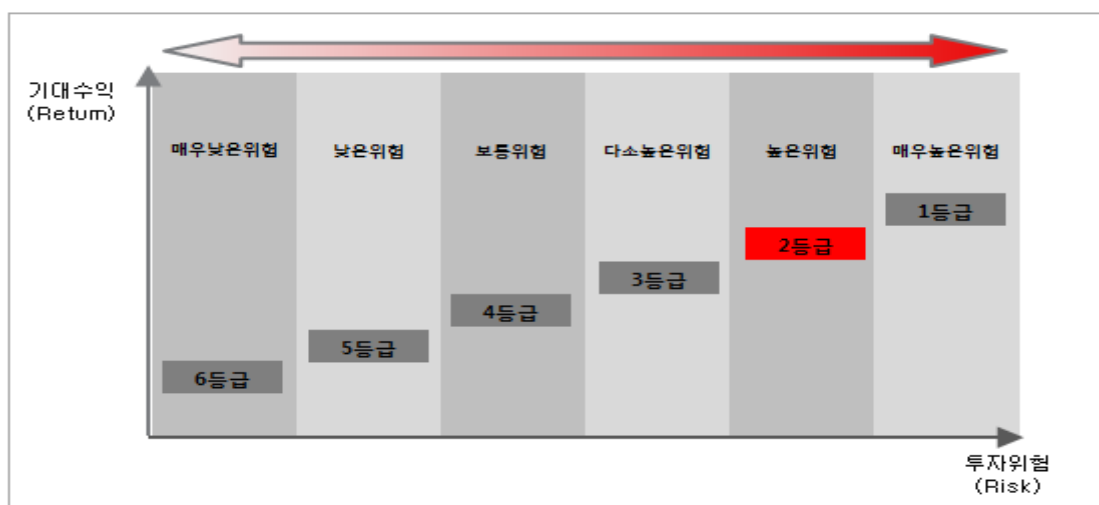 기대수익
(Retum)
매우낮은위험 낮은위험 보통위험 다소높은위험 높은위험 매우높은위험
1등급
2등급
3등급
4등급
5등급
6등급
투자위험
(Risk)